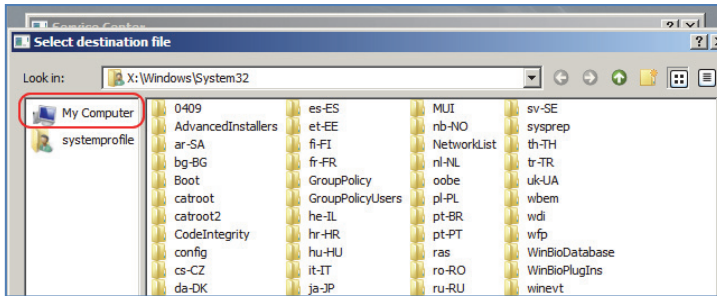 Service Center
Select destination file
Look in: X:\Windows\System32
My Computer
systemprofile
0409 es-ES MUI sv-SE
AdvancedInstallers et-EE nb-NO sysprep
ar-SA fi-FI NetworkList th-TH
bg-BG fr-FR nl-NL tr-TR
Boot GroupPolicy oobe uk-UA
catroot GroupPolicyUsers pl-PL wbem
catroot2 he-IL pt-BR wdi
CodeIntegrity hr-HR pt-PT wfp
config hu-HU ras WinBioDatabase
cs-CZ it-IT ro-RO WinBioPlugIns
da-DK ja-JP ru-RU winevt